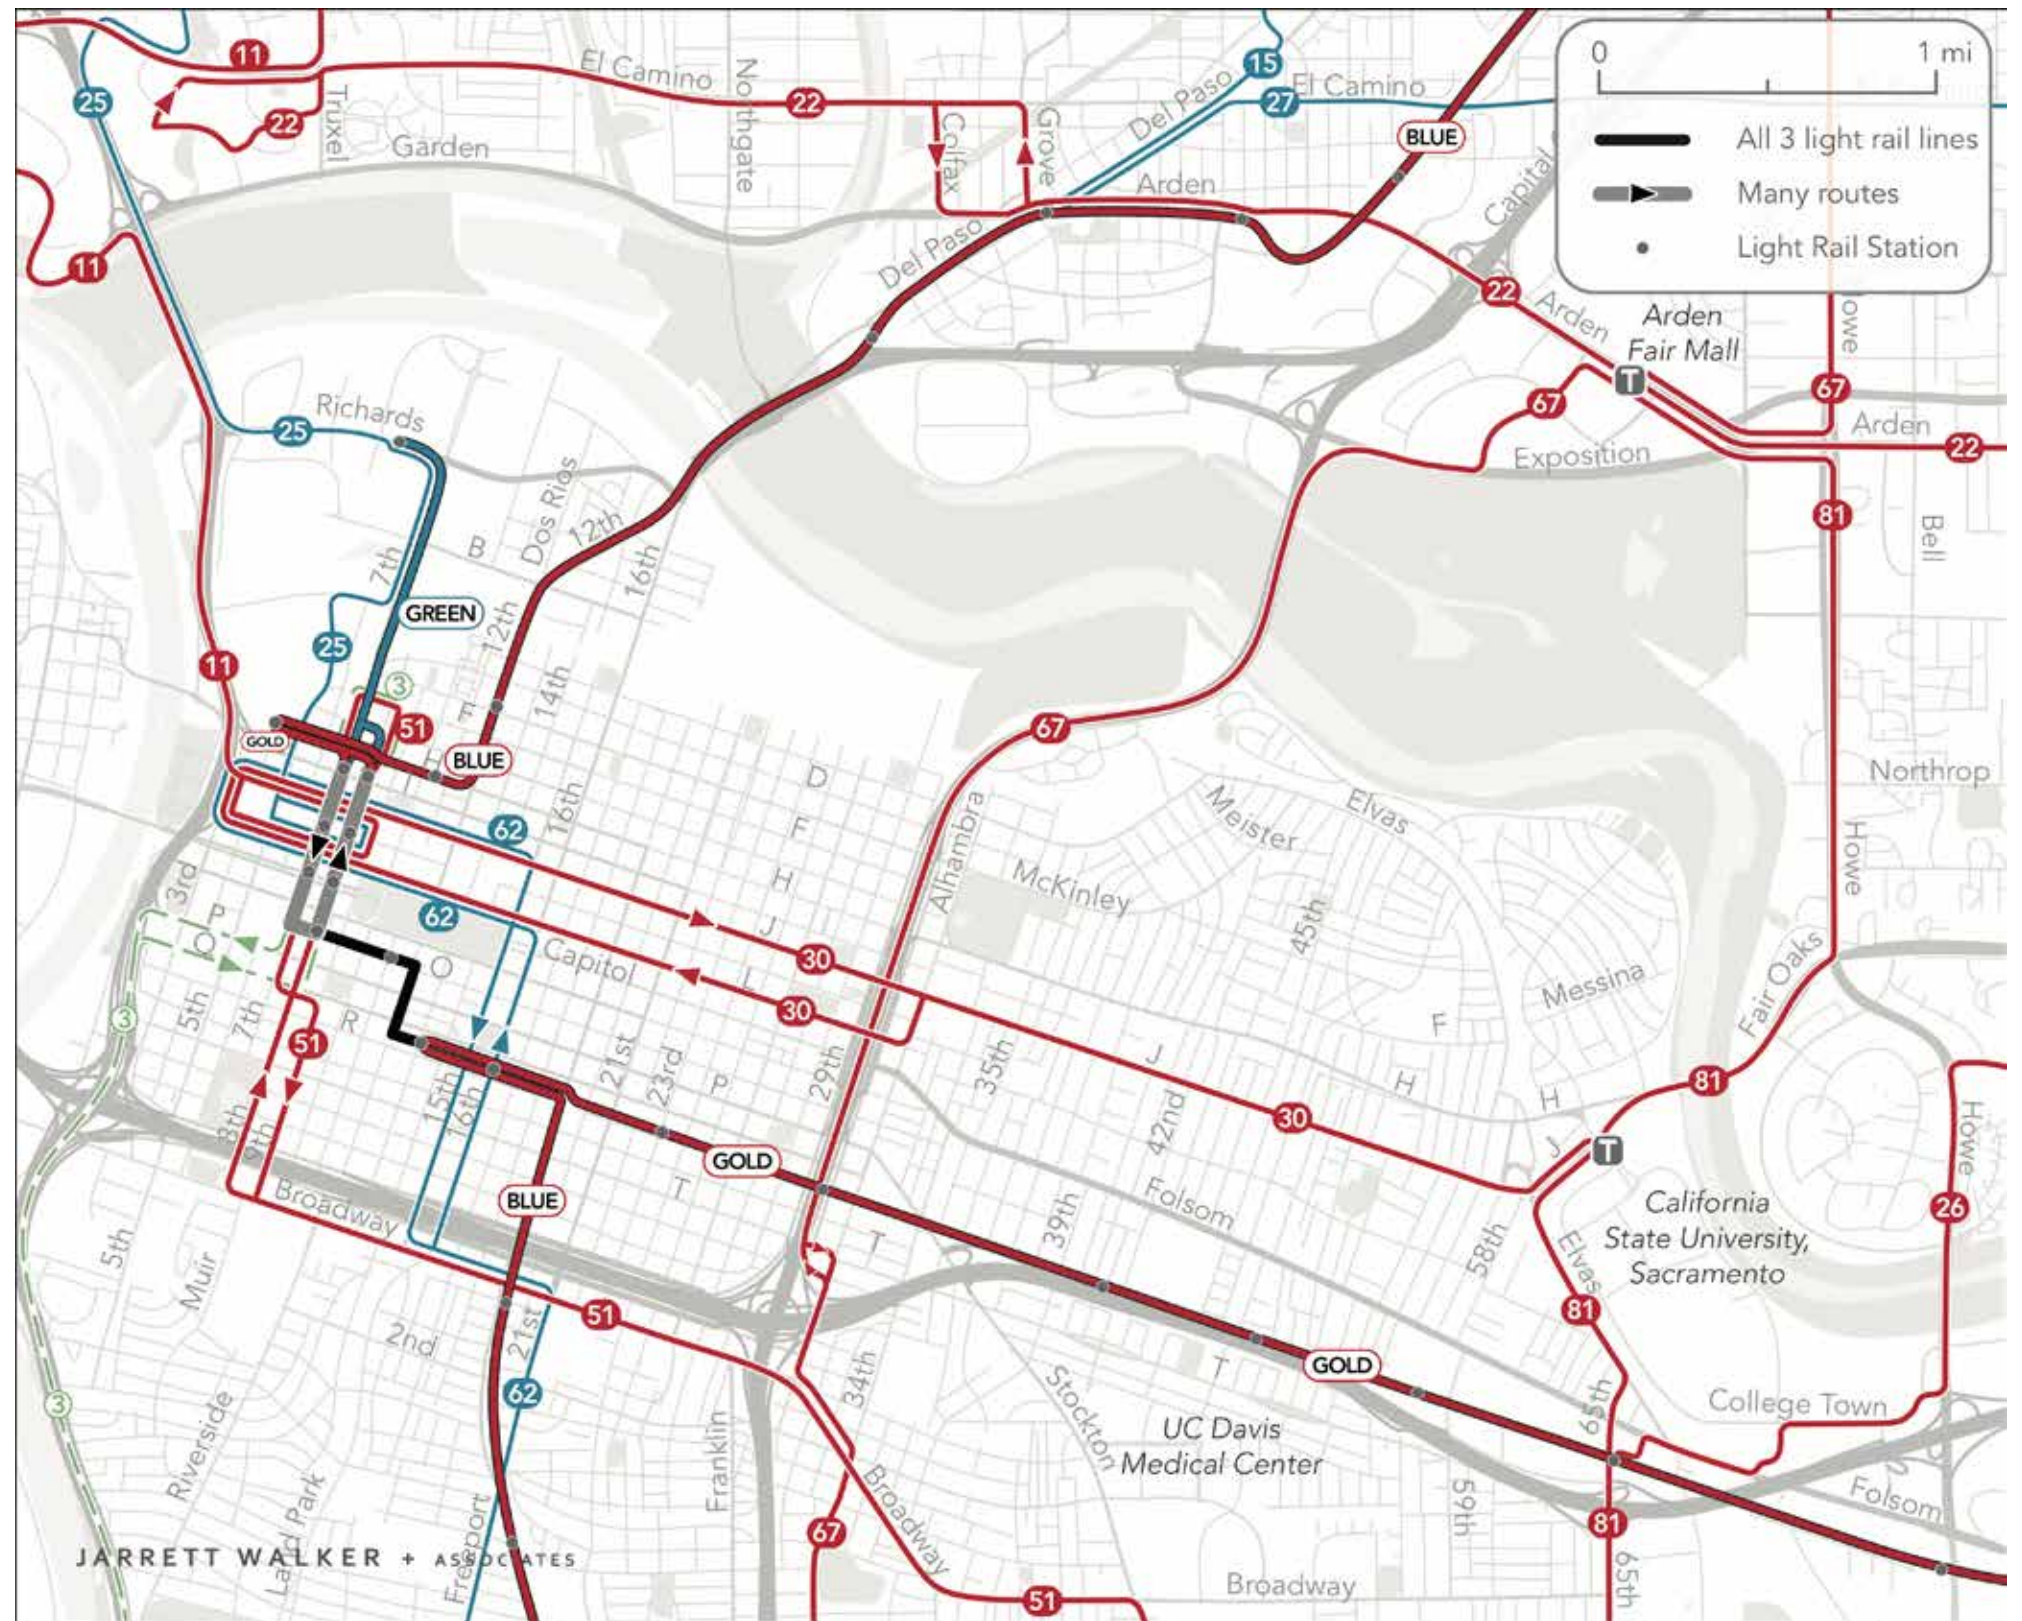 11
El Camino
15
0
1 mi
25
22
Truxel
Northgate
22
Colfax
Grove
Del Paso
27
El Camino
BLUE
All 3 light rail lines
Garden
Arden
Capital
Many routes
Light Rail Station
11
Del Paso
22
Arden
Arden
Fair Mall
T
67
67
Arden
22
Richards
25
Exposition
81
Bell
Dos Rios
12th
B
16th
7th
GREEN
12th
25
11
3
14th
F
51
67
GOLD
BLUE
D
Northrop
16th
62
F
Alhambra
Meister
Elvas
Howe
3rd
H
McKinley
45th
P
Q
62
O
Capitol
J
30
L
30
Messina
Fair Oaks
3
5th
7th
R
51
21st
23rd
P
29th
35th
J
F
H
H
81
15th
16th
42nd
30
J
T
Howe
8th
9th
GOLD
T
T
39th
Folsom
California
State University,
Sacramento
26
Broadway
BLUE
58th
Elvas
5th
Muir
2nd
21st
51
81
34th
Stockton
T
GOLD
3
62
Riverside
Franklin
UC Davis
Medical Center
65th
College Town
Land Park
Freeport
67
Broadway
59th
81
Folsom
JARRETT WALKER + ASSOCIATES
51
Broadway
65th